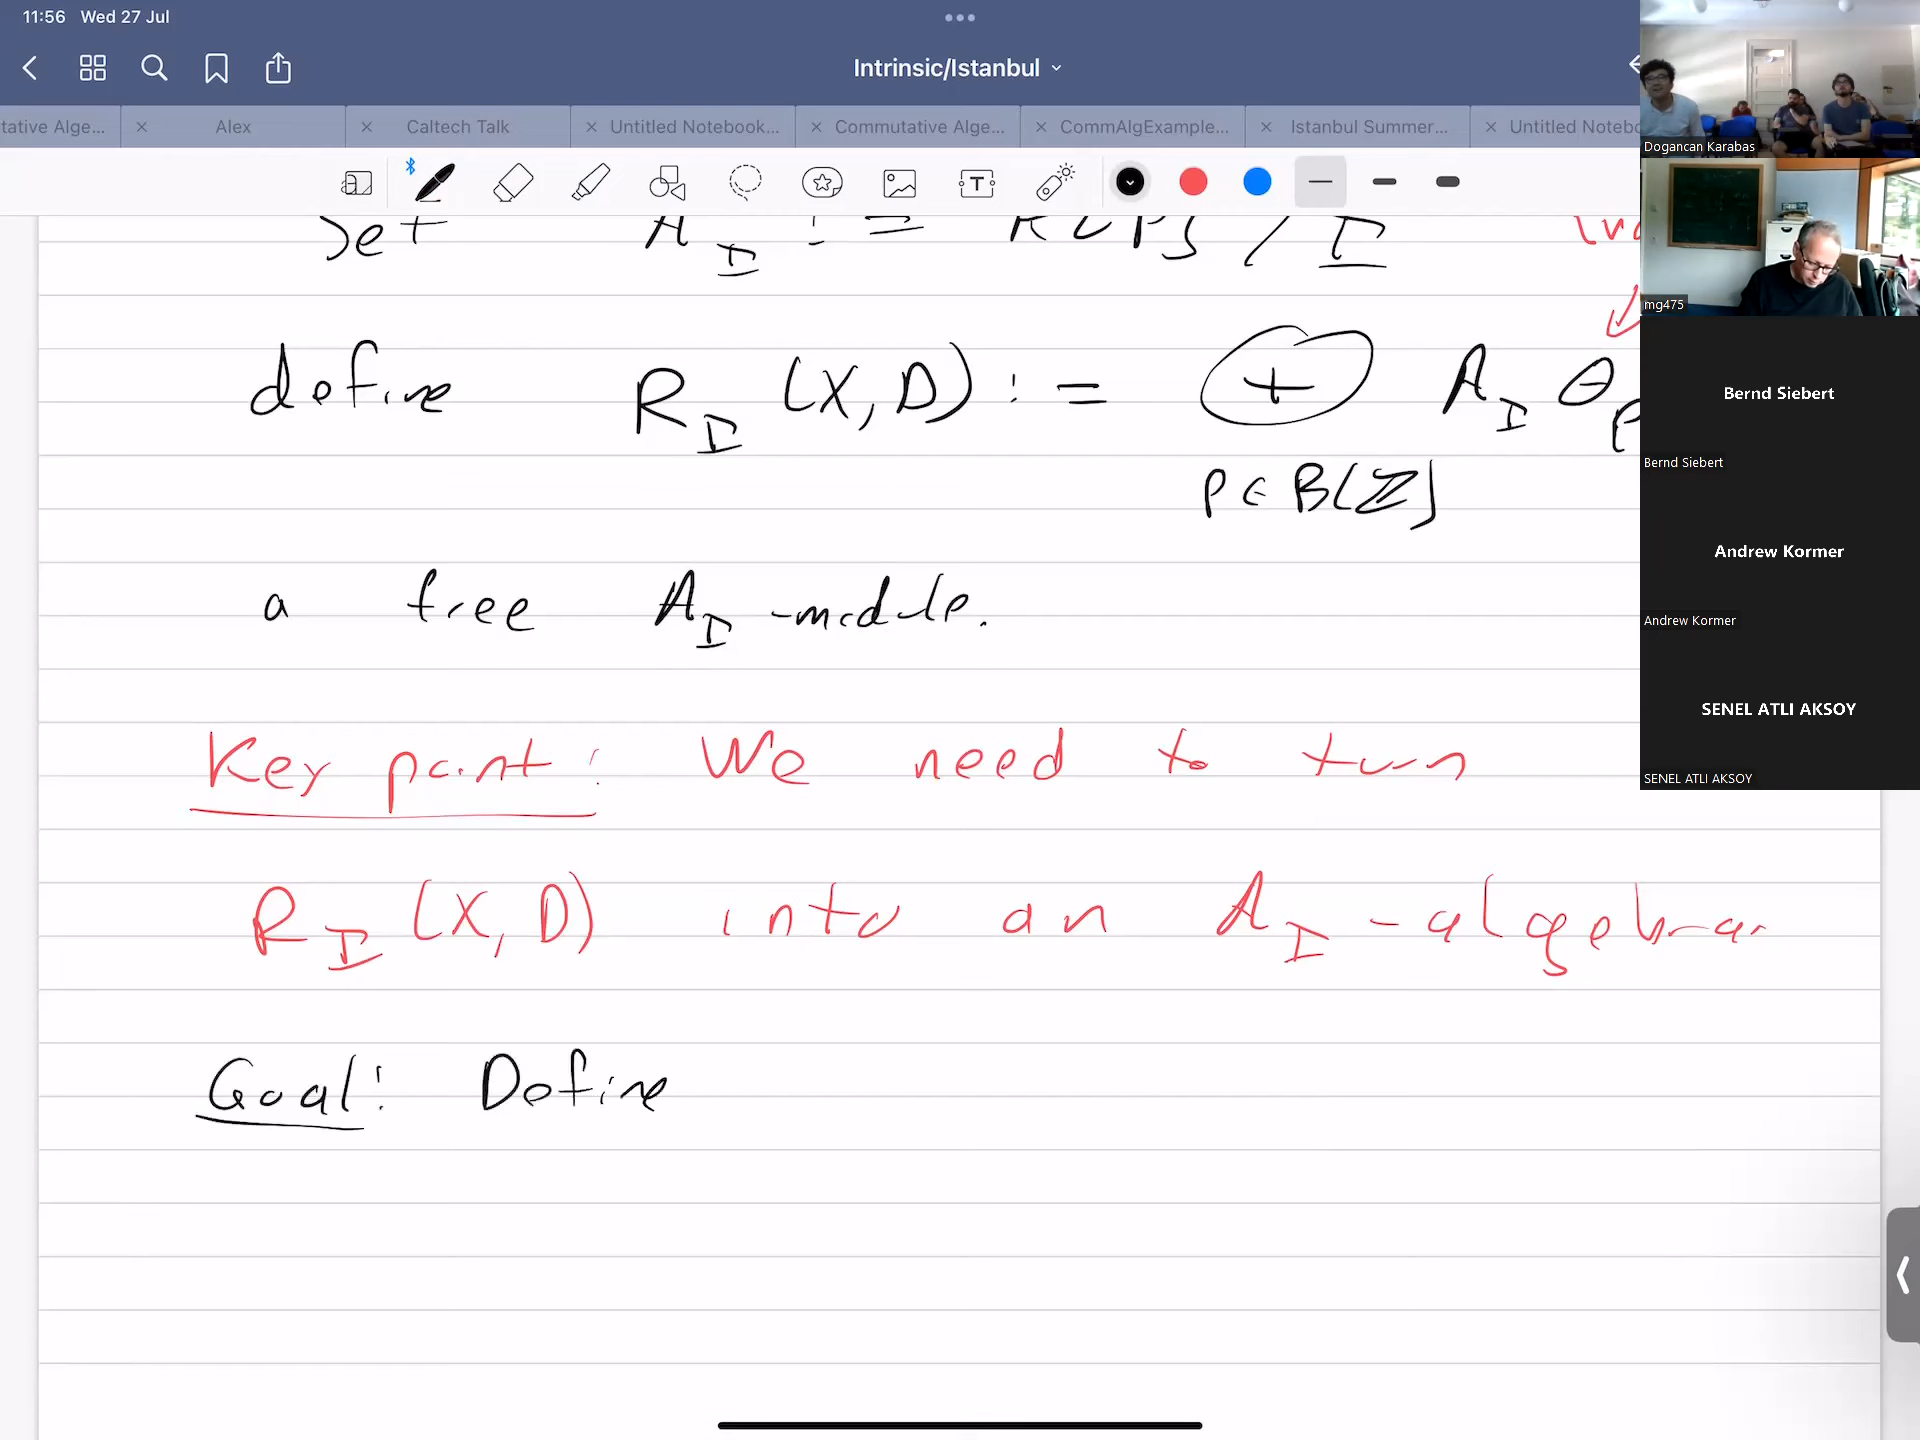 11:56 Wed 27 Jul
Intrinsic/Istanbul
tative Alge...
Alex
Caltech Talk
Untitled Notebook...
Commutative Alge...
CommAlgExample...
Istanbul Summer...
Untitled Notebo
Set A_I := k[P] / I
define R_I (X, D) := ⊕ A_I θ_p
p ∈ B(ℤ)
a free A_I -module.
Key point: We need to turn
R_I (X, D) into an A_I -algebra.
Goal: Define
Dogancan Karabas
mg475
Bernd Siebert
Bernd Siebert
Andrew Kormer
Andrew Kormer
SENEL ATLI AKSOY
SENEL ATLI AKSOY